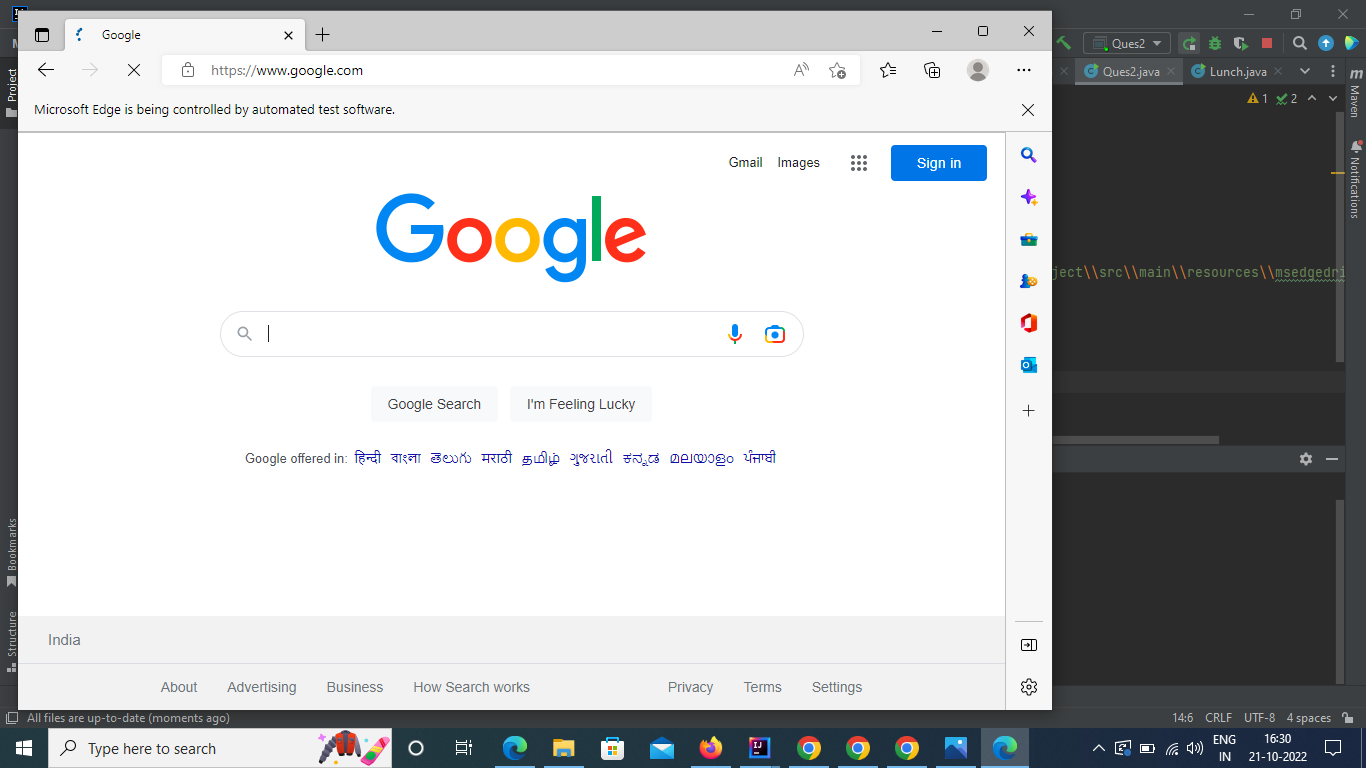 Google
Ques2
https://www.google.com
Ques2.java
Lunch.java
Project
Maven
Microsoft Edge is being controlled by automated test software.
1 2
Gmail Images Sign in
Notifications
Google
ject\\src\\main\\resources\\msedgedri
Google Search I'm Feeling Lucky
Google offered in: हिन्दी বাংলা తెలుగు मराठी தமிழ் ગુજરાતી ಕನ್ನಡ മലയാളം ਪੰਜਾਬੀ
Bookmarks
Structure
India
About Advertising Business How Search works Privacy Terms Settings
All files are up-to-date (moments ago)
14:6 CRLF UTF-8 4 spaces
Type here to search
ENG
IN
16:30
21-10-2022